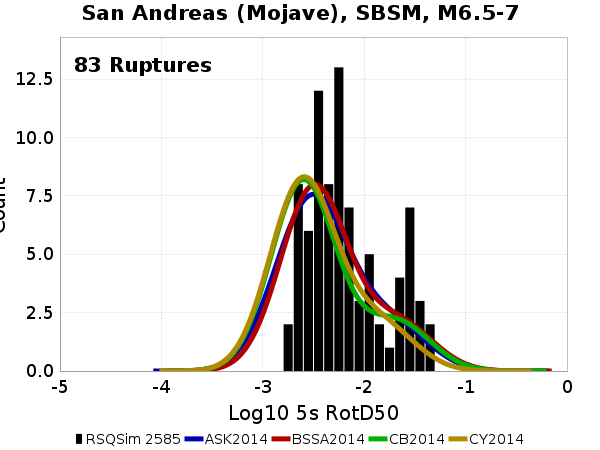 San Andreas (Mojave), SBSM, M6.5-7
83 Ruptures
12.5
10.0
7.5
5.0
2.5
0.0
Count
-5 -4 -3 -2 -1 0
Log10 5s RotD50
RSQSim 2585 ASK2014 BSSA2014 CB2014 CY2014